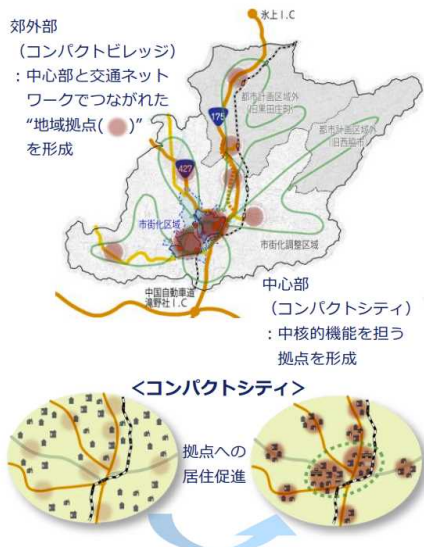 郊外部
（コンパクトビレッジ）
：中心部と交通ネット
ワークでつながれた
“地域拠点(　)”
を形成
氷上I.C
175
都市計画区域外
(旧黒田庄町)
都市計画区域外
(旧西脇市)
427
市街化区域
市街化調整区域
中国自動車道
滝野社I.C
中心部
（コンパクトシティ）
：中核的機能を担う
拠点を形成
＜コンパクトシティ＞
拠点への
居住促進